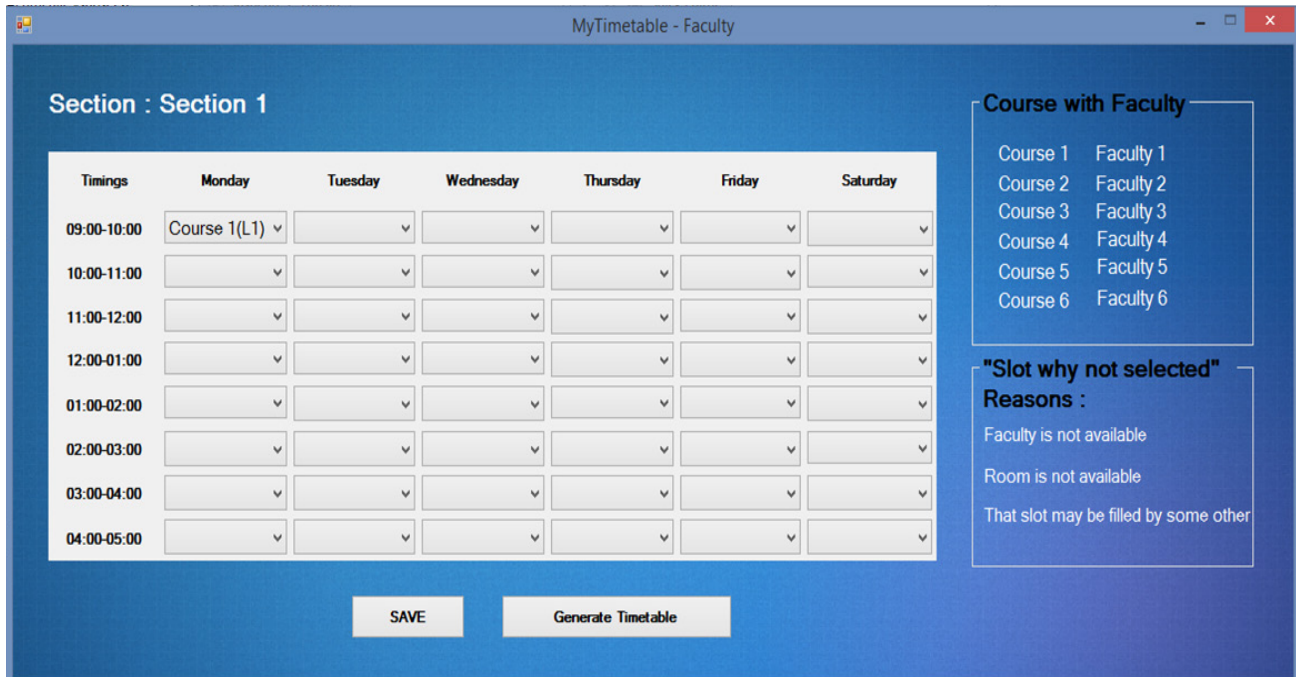 MyTimetable - Faculty
Section : Section 1
Timings Monday Tuesday Wednesday Thursday Friday Saturday
09:00-10:00 Course 1(L1)
10:00-11:00
11:00-12:00
12:00-01:00
01:00-02:00
02:00-03:00
03:00-04:00
04:00-05:00
SAVE Generate Timetable
Course with Faculty
Course 1 Faculty 1
Course 2 Faculty 2
Course 3 Faculty 3
Course 4 Faculty 4
Course 5 Faculty 5
Course 6 Faculty 6
"Slot why not selected"
Reasons :
Faculty is not available
Room is not available
That slot may be filled by some other